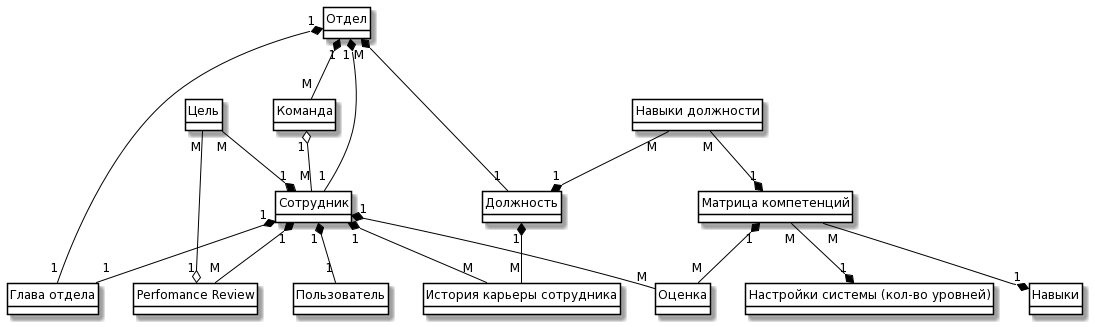 Отдел
1
1
1
M
M
Цель
Команда
Навыки должности
M
M
1
M
M
1
1
M
1
1
1
Сотрудник
Должность
Матрица компетенций
1
1
1
1
1
1
1
M
M
1
1
1
M
1
M
M
M
M
1
1
Глава отдела
Perfomance Review
Пользователь
История карьеры сотрудника
Оценка
Настройки системы (кол-во уровней)
Навыки